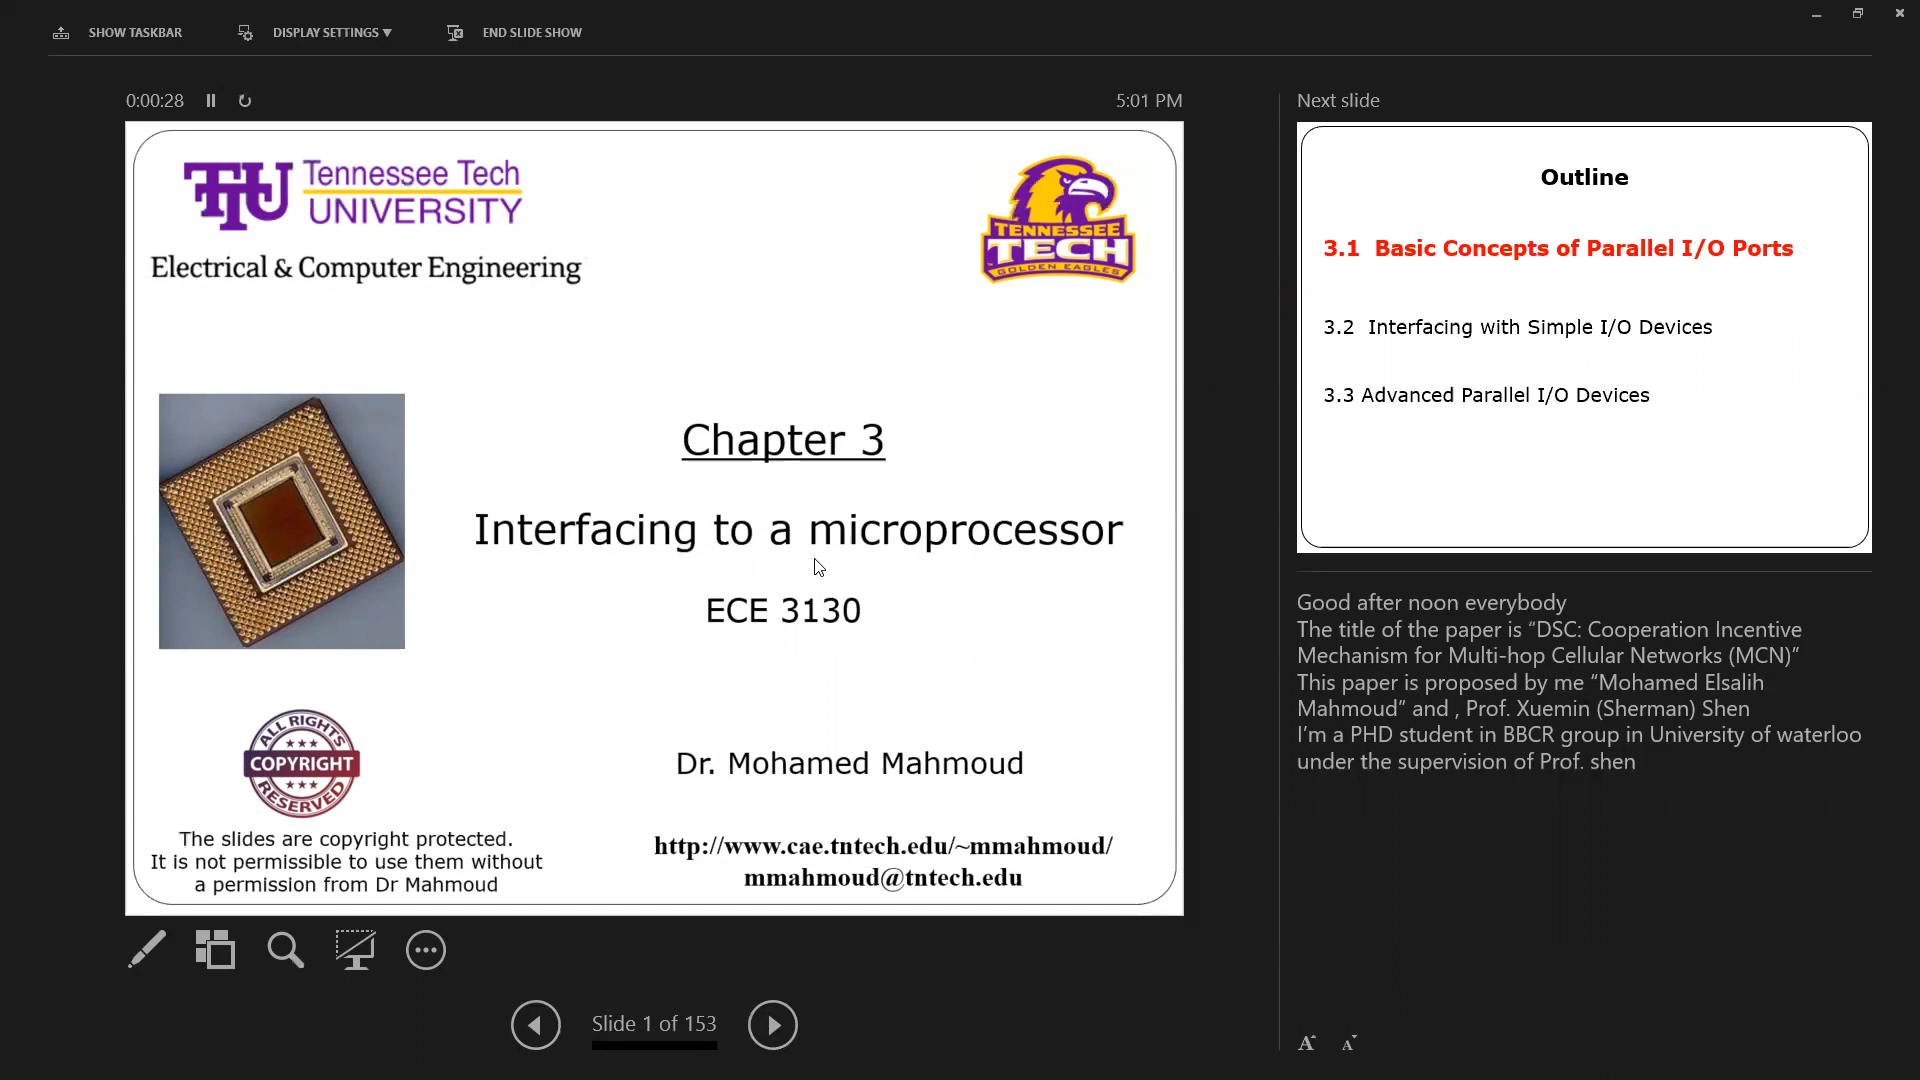 SHOW TASKBAR
DISPLAY SETTINGS ▼
END SLIDE SHOW
0:00:28
5:01 PM
TTU Tennessee Tech
UNIVERSITY
Electrical & Computer Engineering
TENNESSEE
TECH
GOLDEN EAGLES
Chapter 3
Interfacing to a microprocessor
ECE 3130
ALL RIGHTS
COPYRIGHT
RESERVED
The slides are copyright protected.
It is not permissible to use them without
a permission from Dr Mahmoud
Dr. Mohamed Mahmoud
http://www.cae.tntech.edu/~mmahmoud/
mmahmoud@tntech.edu
Slide 1 of 153
Next slide
Outline
3.1 Basic Concepts of Parallel I/O Ports
3.2 Interfacing with Simple I/O Devices
3.3 Advanced Parallel I/O Devices
Good after noon everybody
The title of the paper is “DSC: Cooperation Incentive
Mechanism for Multi-hop Cellular Networks (MCN)”
This paper is proposed by me “Mohamed Elsalih
Mahmoud” and , Prof. Xuemin (Sherman) Shen
I’m a PHD student in BBCR group in University of waterloo
under the supervision of Prof. shen
A A